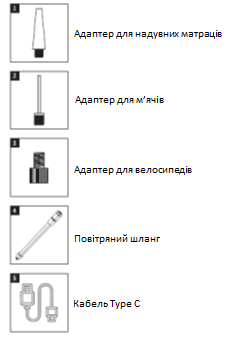 1
Адаптер для надувних матраців
2
Адаптер для м'ячів
3
Адаптер для велосипедів
4
Повітряний шланг
5
Кабель Type C